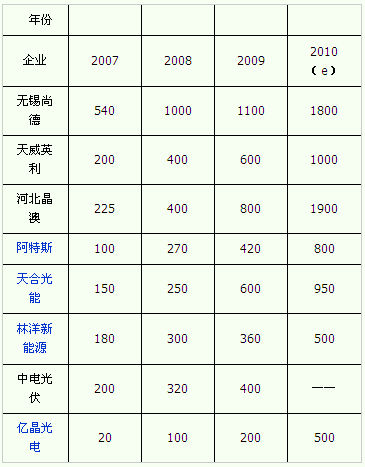 年份
企业 2007 2008 2009 2010
（e）
无锡尚
德 540 1000 1100 1800
天威英
利 200 400 600 1000
河北晶
澳 225 400 800 1900
阿特斯 100 270 420 800
天合光
能 150 250 600 950
林洋新
能源 180 300 360 500
中电光
伏 200 320 400 ——
亿晶光
电 20 100 200 500